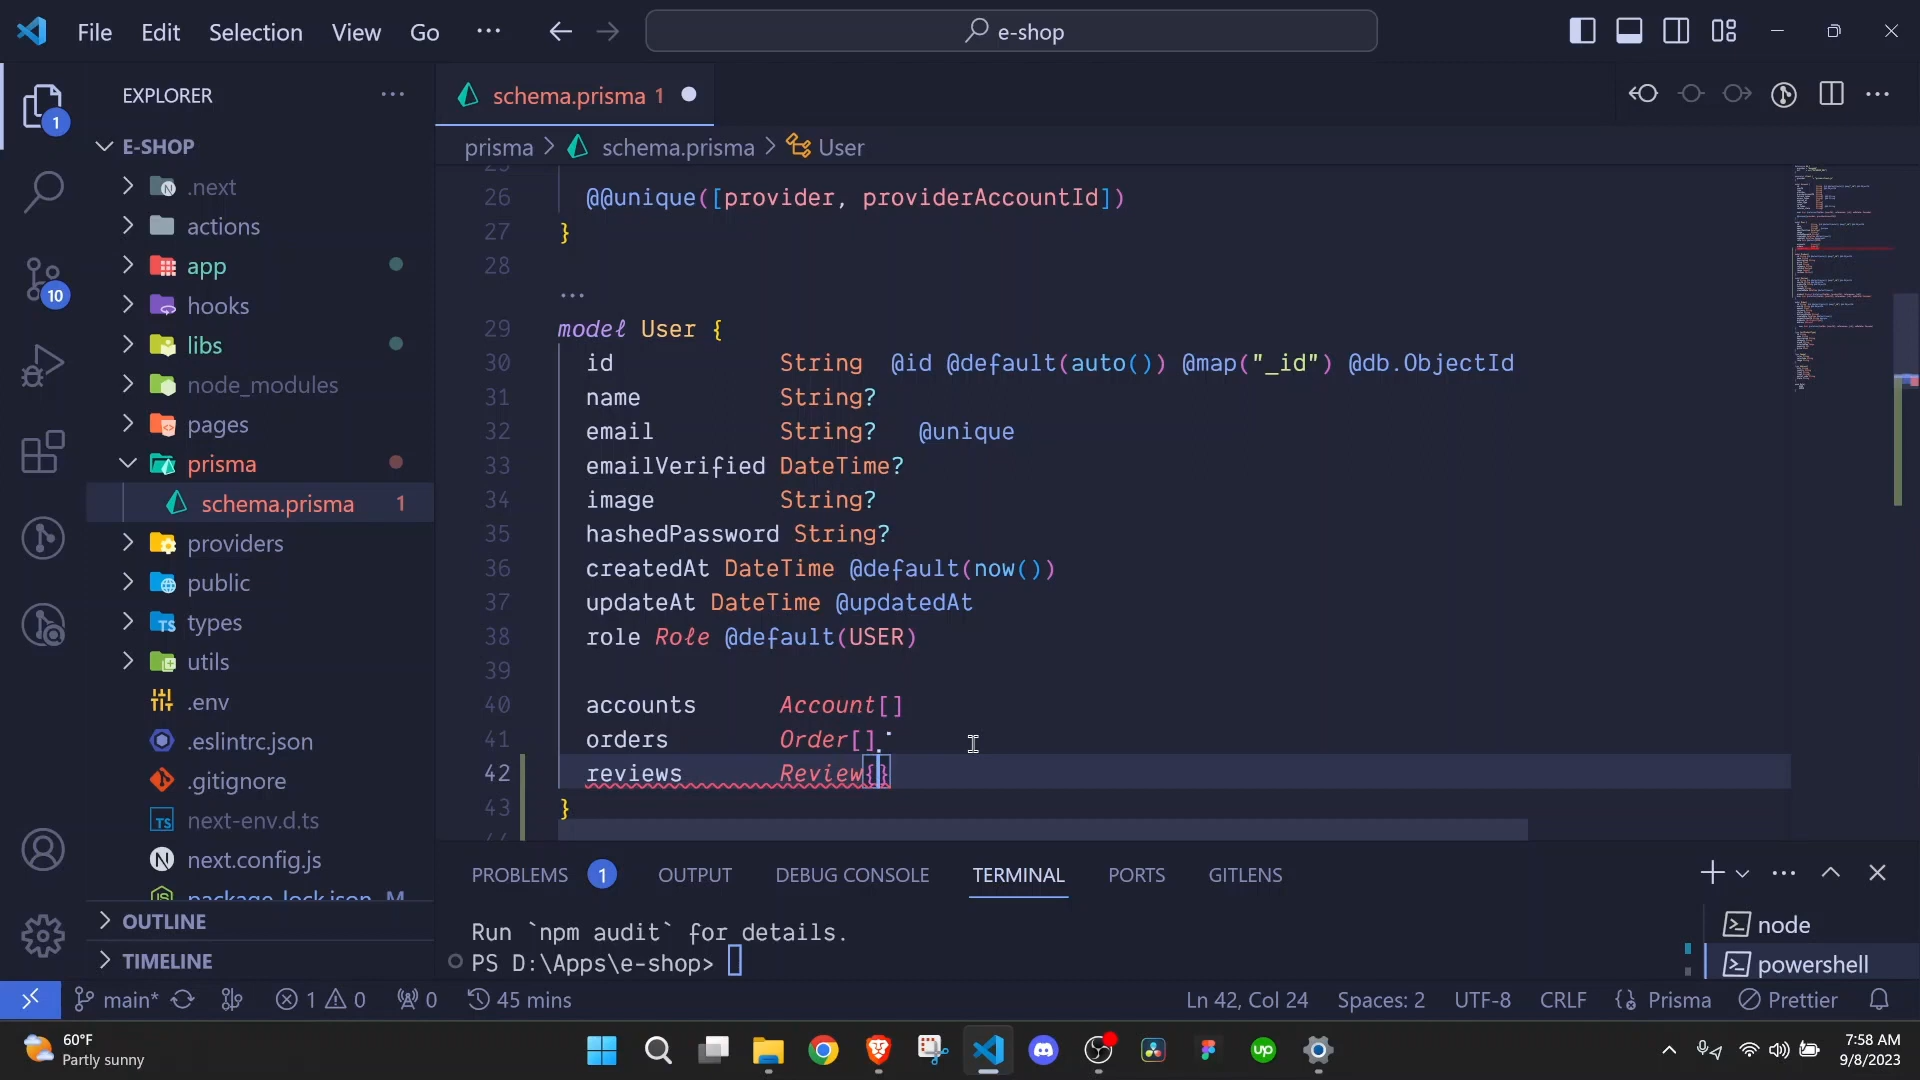 File Edit Selection View Go ···
e-shop
EXPLORER
schema.prisma 1
prisma > schema.prisma > User
1
10
E-SHOP
.next
actions
app
hooks
libs
node_modules
pages
prisma
schema.prisma 1
providers
public
types
utils
.env
.eslintrc.json
.gitignore
next-env.d.ts
next.config.js
package-lock.json M
OUTLINE
TIMELINE
26 @@unique([provider, providerAccountId])
27 }
28
···
29 model User {
30 id String @id @default(auto()) @map("_id") @db.ObjectId
31 name String?
32 email String? @unique
33 emailVerified DateTime?
34 image String?
35 hashedPassword String?
36 createdAt DateTime @default(now())
37 updateAt DateTime @updatedAt
38 role Role @default(USER)
39
40 accounts Account[]
41 orders Order[]
42 reviews Review{}
43 }
PROBLEMS 1 OUTPUT DEBUG CONSOLE TERMINAL PORTS GITLENS
Run `npm audit` for details.
PS D:\Apps\e-shop>
node
powershell
main* 1 0 0 45 mins Ln 42, Col 24 Spaces: 2 UTF-8 CRLF Prisma Prettier
60°F
Partly sunny
up
7:58 AM
9/8/2023